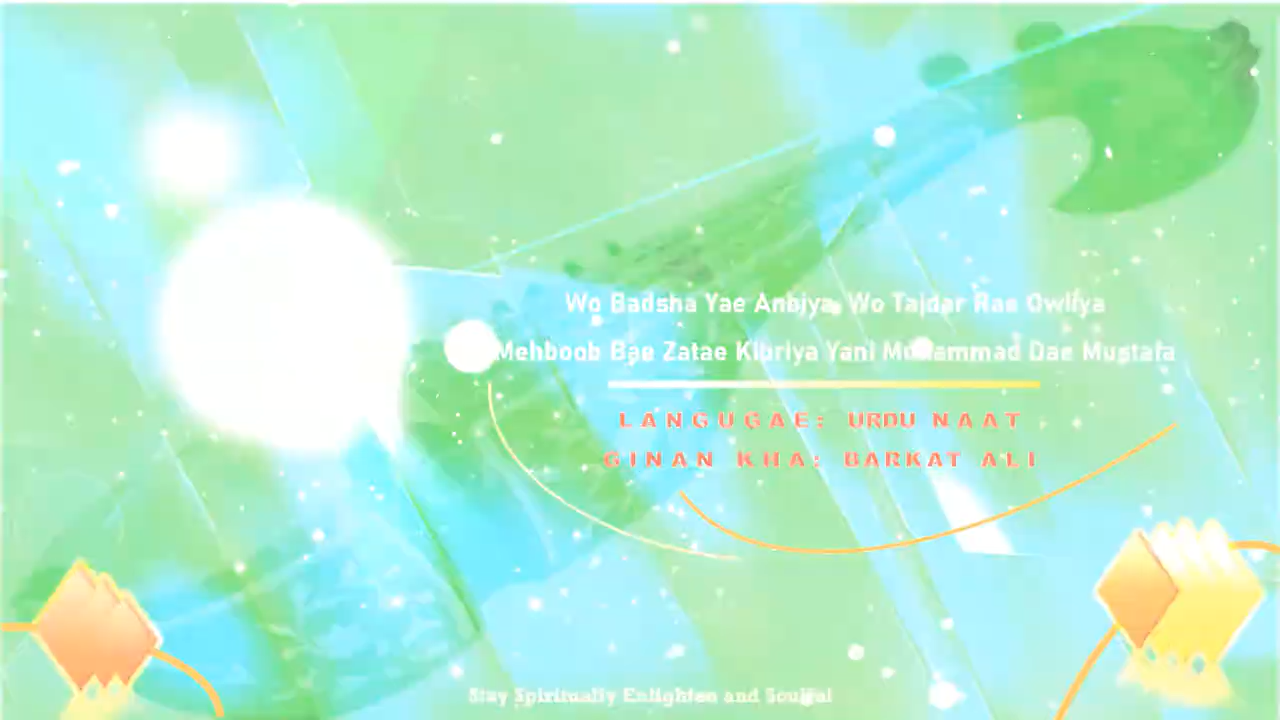 Wo Badsha Yae Anbiya, Wo Tajdar Rae Owliya
Mehboob Bae Zatae Kibriya Yani Muhammad Dae Mustafa
LANGUGAE: URDU NAAT
GINAN KHA: BARKAT ALI
Stay Spiritually Enlighten and Soulful